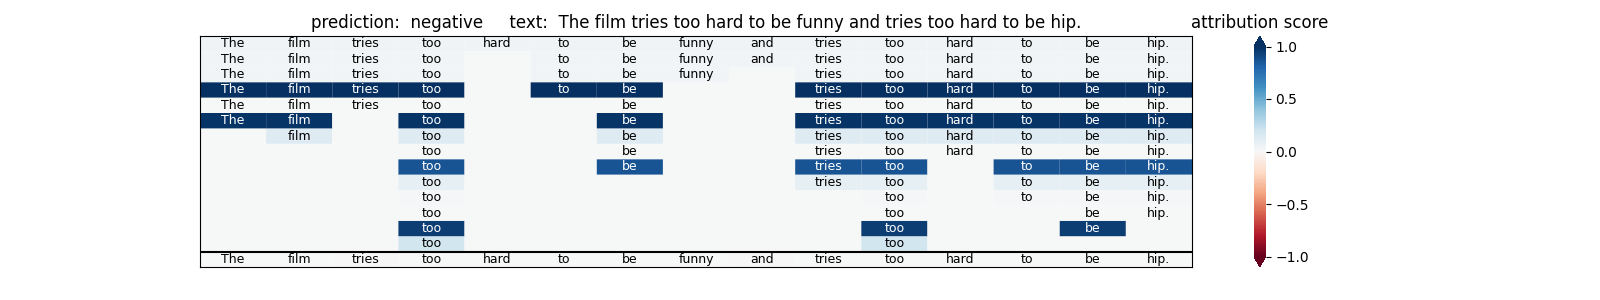 prediction:  negative     text:  The film tries too hard to be funny and tries too hard to be hip.     attribution score
The film tries too hard to be funny and tries too hard to be hip.
The film tries too to be funny and tries too hard to be hip.
The film tries too to be funny tries too hard to be hip.
The film tries too to be tries too hard to be hip.
The film tries too be tries too hard to be hip.
The film too be tries too hard to be hip.
film too be tries too hard to be hip.
too be tries too hard to be hip.
too be tries too to be hip.
too tries too to be hip.
too too to be hip.
too too be hip.
too too be
too too
The film tries too hard to be funny and tries too hard to be hip.
1.0
0.5
0.0
−0.5
−1.0